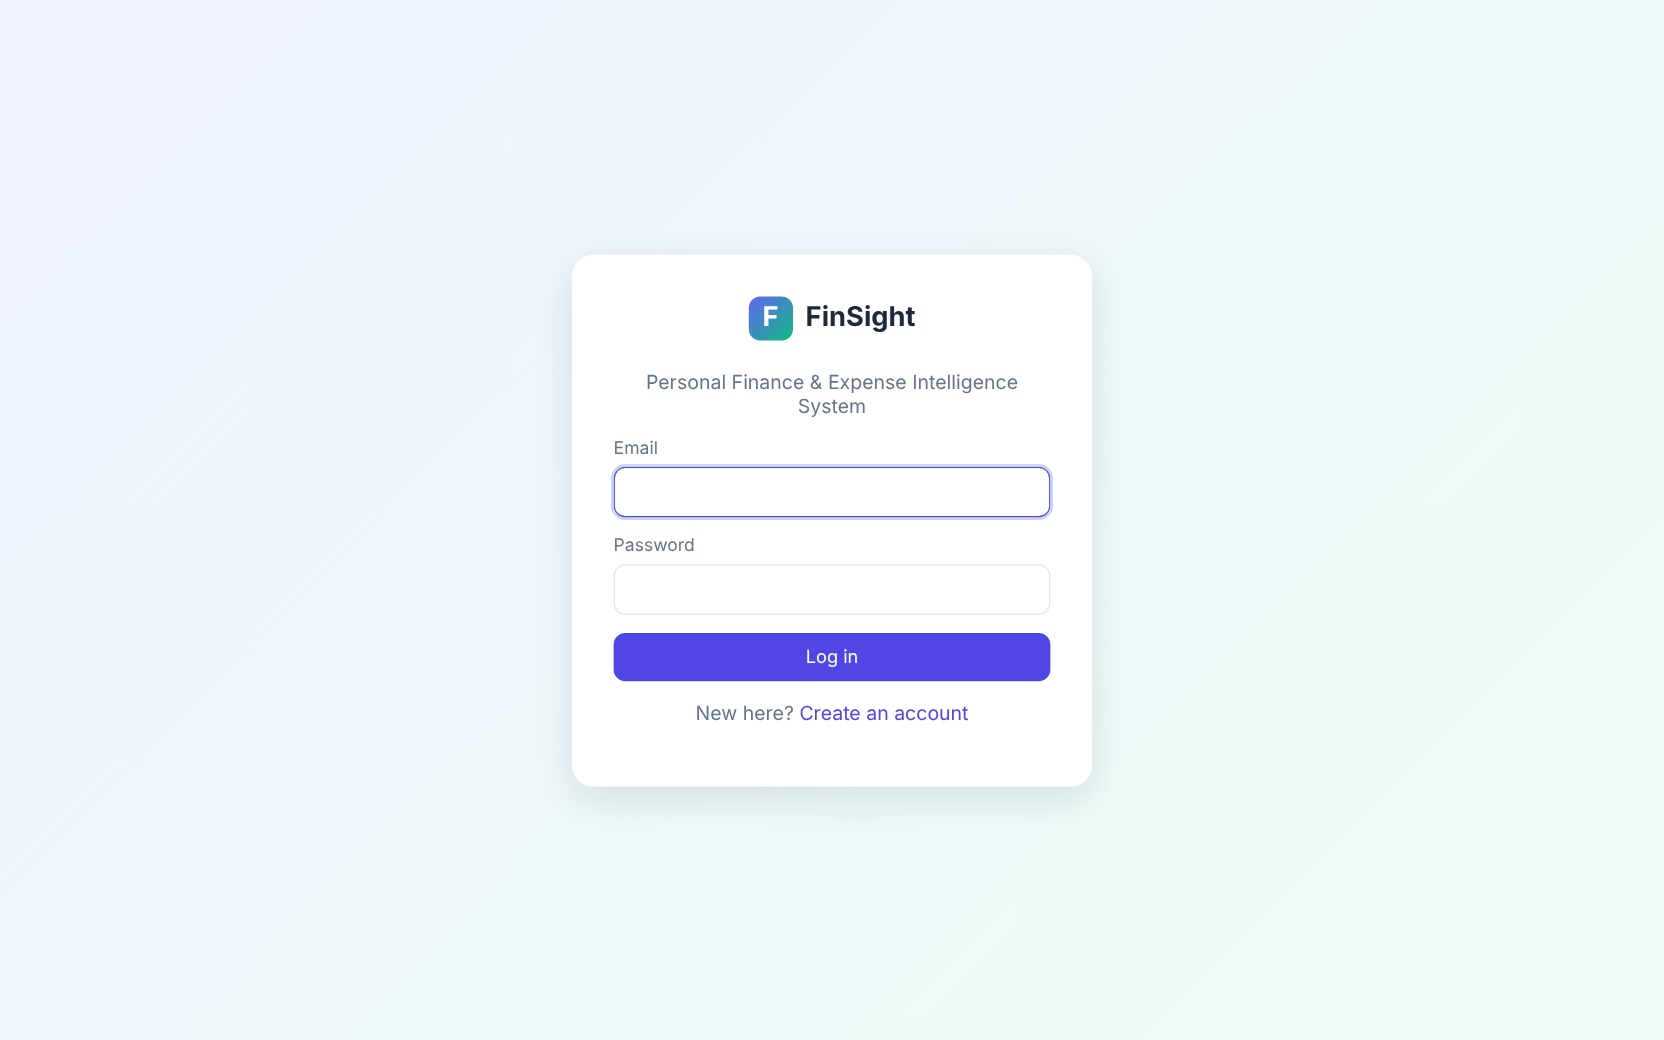 F FinSight
Personal Finance & Expense Intelligence
System
Email
Password
Log in
New here? Create an account